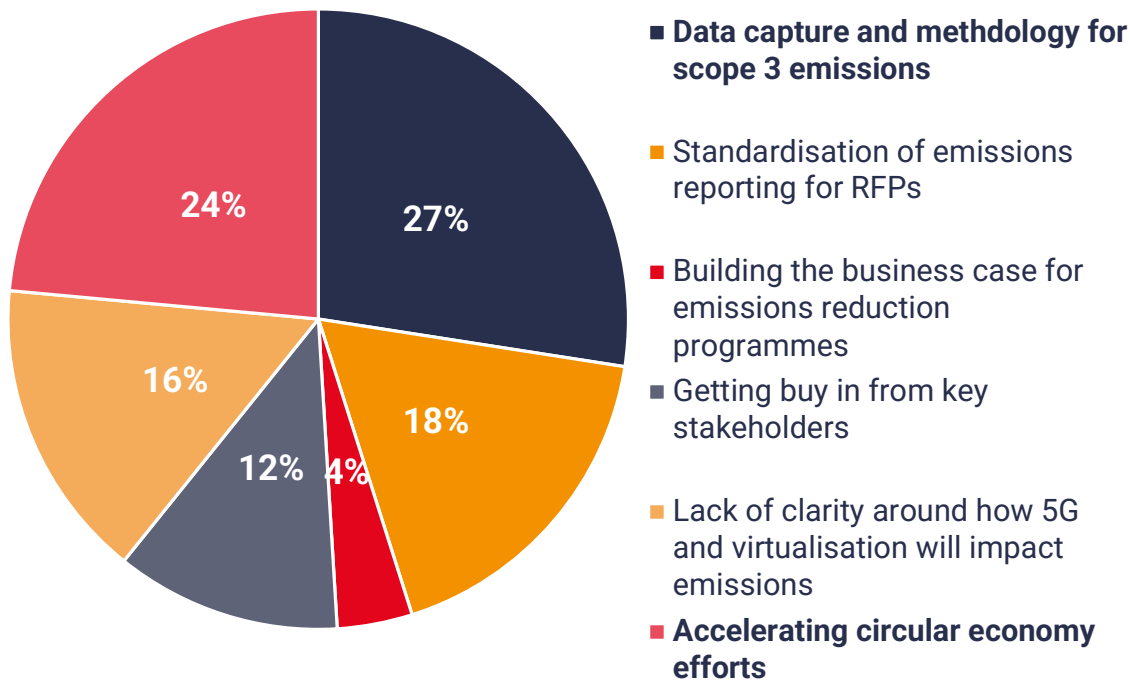 Data capture and methdology for
scope 3 emissions
Standardisation of emissions
reporting for RFPs
Building the business case for
emissions reduction
programmes
Getting buy in from key
stakeholders
Lack of clarity around how 5G
and virtualisation will impact
emissions
Accelerating circular economy
efforts
24%
27%
16%
18%
12%
4%